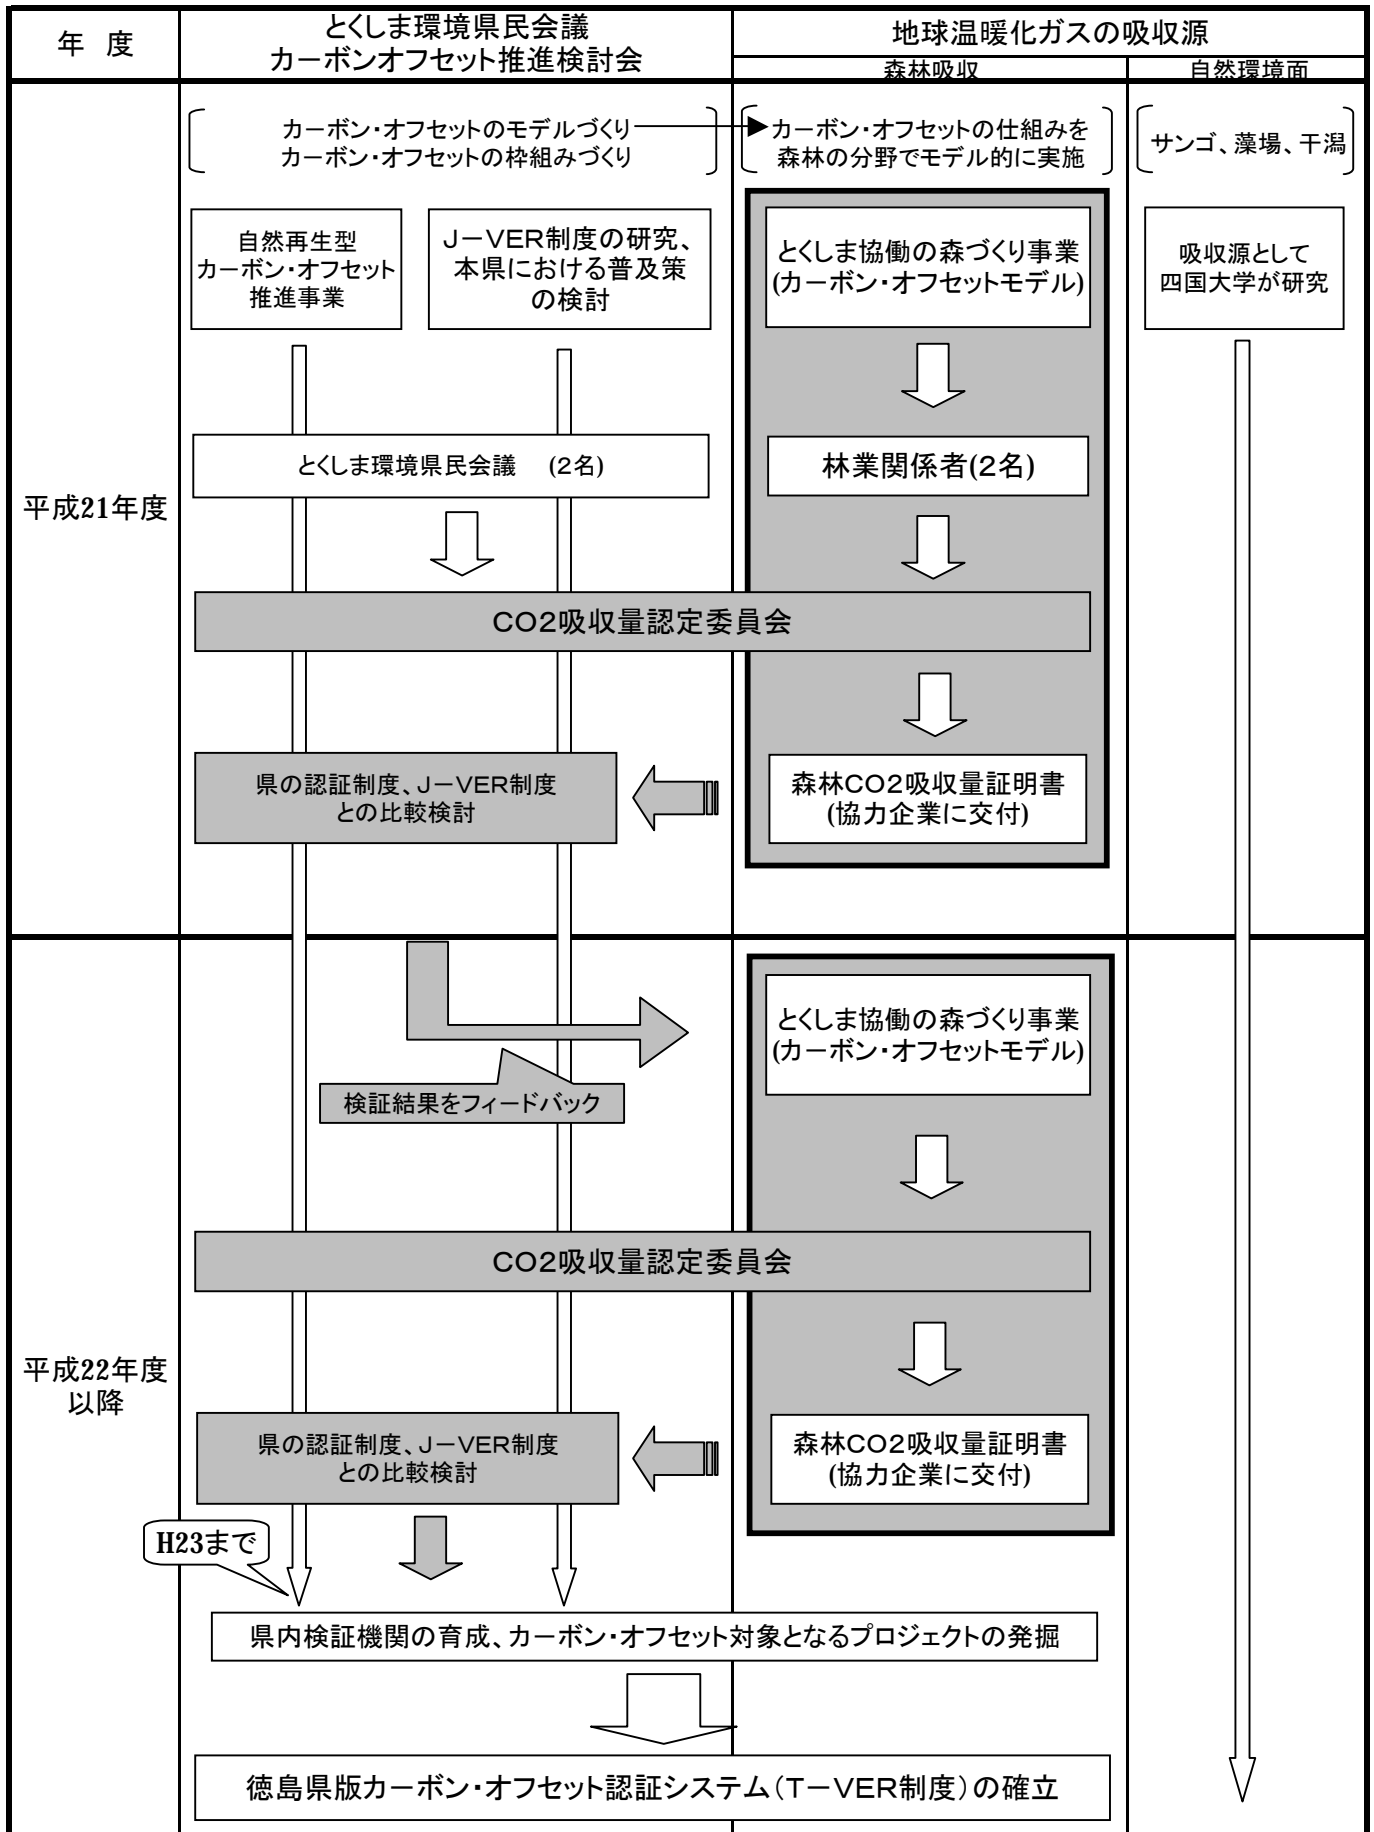 年 度
とくしま環境県民会議
カーボンオフセット推進検討会
地球温暖化ガスの吸収源
森林吸収
自然環境面
カーボン・オフセットのモデルづくり
カーボン・オフセットの枠組みづくり
カーボン・オフセットの仕組みを
森林の分野でモデル的に実施
サンゴ、藻場、干潟
自然再生型
カーボン・オフセット
推進事業
J－VER制度の研究、
本県における普及策
の検討
とくしま協働の森づくり事業
(カーボン・オフセットモデル)
吸収源として
四国大学が研究
とくしま環境県民会議 (2名)
林業関係者(2名)
平成21年度
CO2吸収量認定委員会
県の認証制度、J－VER制度
との比較検討
森林CO2吸収量証明書
(協力企業に交付)
とくしま協働の森づくり事業
(カーボン・オフセットモデル)
検証結果をフィードバック
CO2吸収量認定委員会
平成22年度
以降
県の認証制度、J－VER制度
との比較検討
森林CO2吸収量証明書
(協力企業に交付)
H23まで
県内検証機関の育成、カーボン・オフセット対象となるプロジェクトの発掘
徳島県版カーボン・オフセット認証システム(T－VER制度)の確立